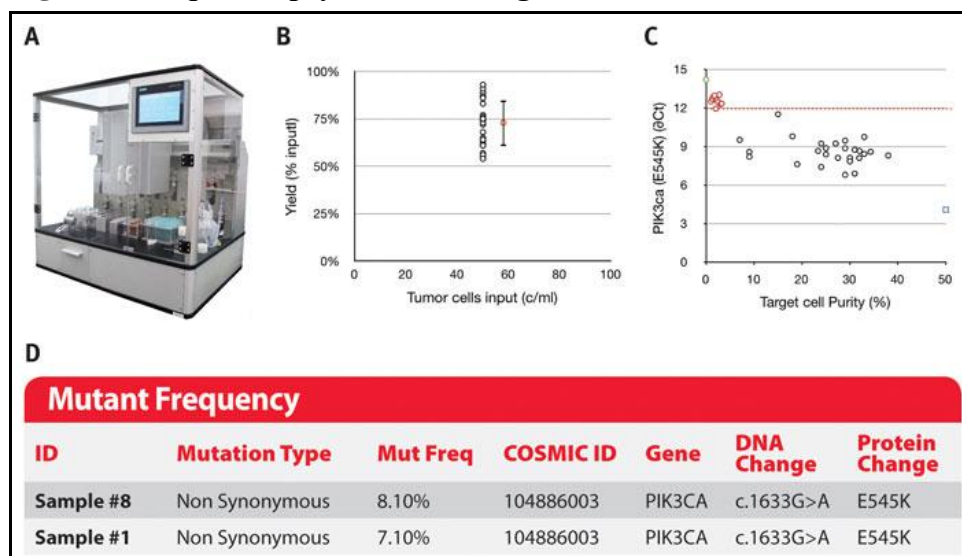 A
B
C
100%
75%
50%
25%
0%
Yield (% inputl)
0
20
40
60
80
100
Tumor cells input (c/ml)
15
12
9
6
3
0
PIK3ca (E545K) (∂Ct)
0
10
20
30
40
50
Target cell Purity (%)
D
Mutant Frequency
ID Mutation Type Mut Freq COSMIC ID Gene DNA Change Protein Change
Sample #8 Non Synonymous 8.10% 104886003 PIK3CA c.1633G>A E545K
Sample #1 Non Synonymous 7.10% 104886003 PIK3CA c.1633G>A E545K